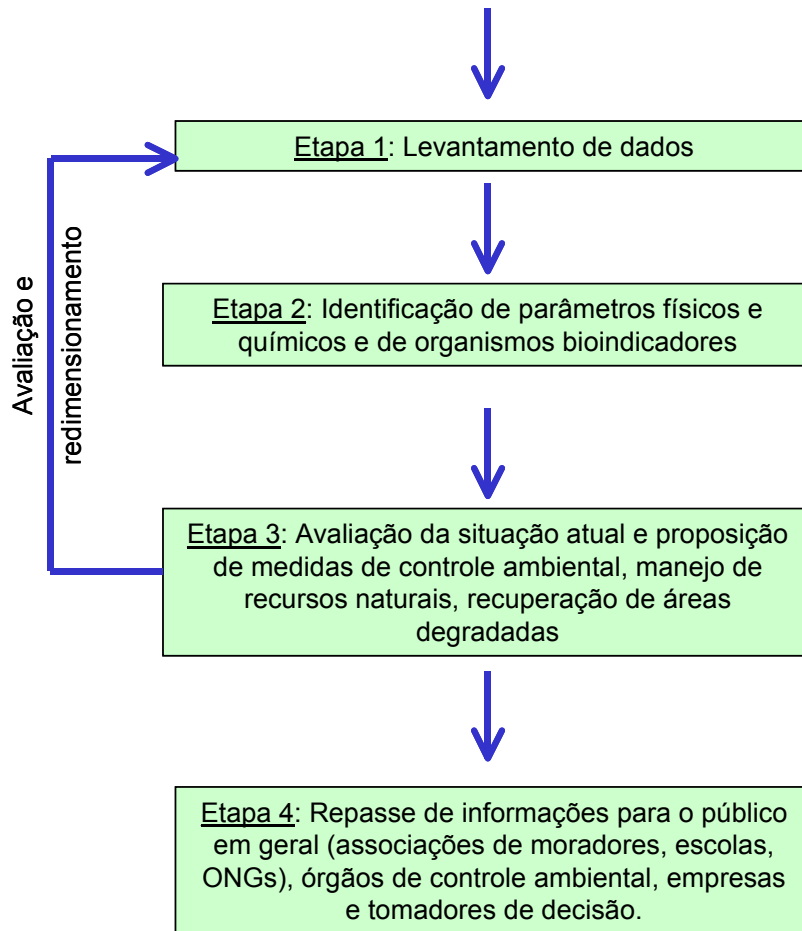 Etapa 1: Levantamento de dados
Avaliação e
redimensionamento
Etapa 2: Identificação de parâmetros físicos e
químicos e de organismos bioindicadores
Etapa 3: Avaliação da situação atual e proposição
de medidas de controle ambiental, manejo de
recursos naturais, recuperação de áreas
degradadas
Etapa 4: Repasse de informações para o público
em geral (associações de moradores, escolas,
ONGs), órgãos de controle ambiental, empresas
e tomadores de decisão.